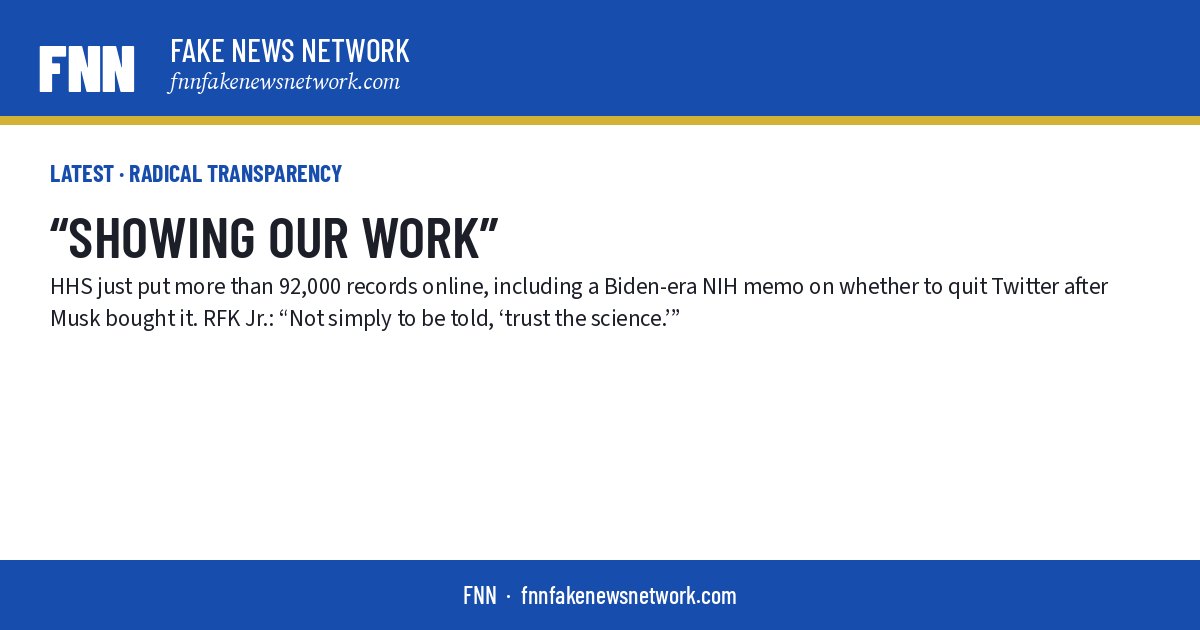 FNN
FAKE NEWS NETWORK
fnnfakenewsnetwork.com
LATEST · RADICAL TRANSPARENCY
“SHOWING OUR WORK”
HHS just put more than 92,000 records online, including a Biden-era NIH memo on whether to quit Twitter after
Musk bought it. RFK Jr.: “Not simply to be told, ‘trust the science.’”
FNN · fnnfakenewsnetwork.com